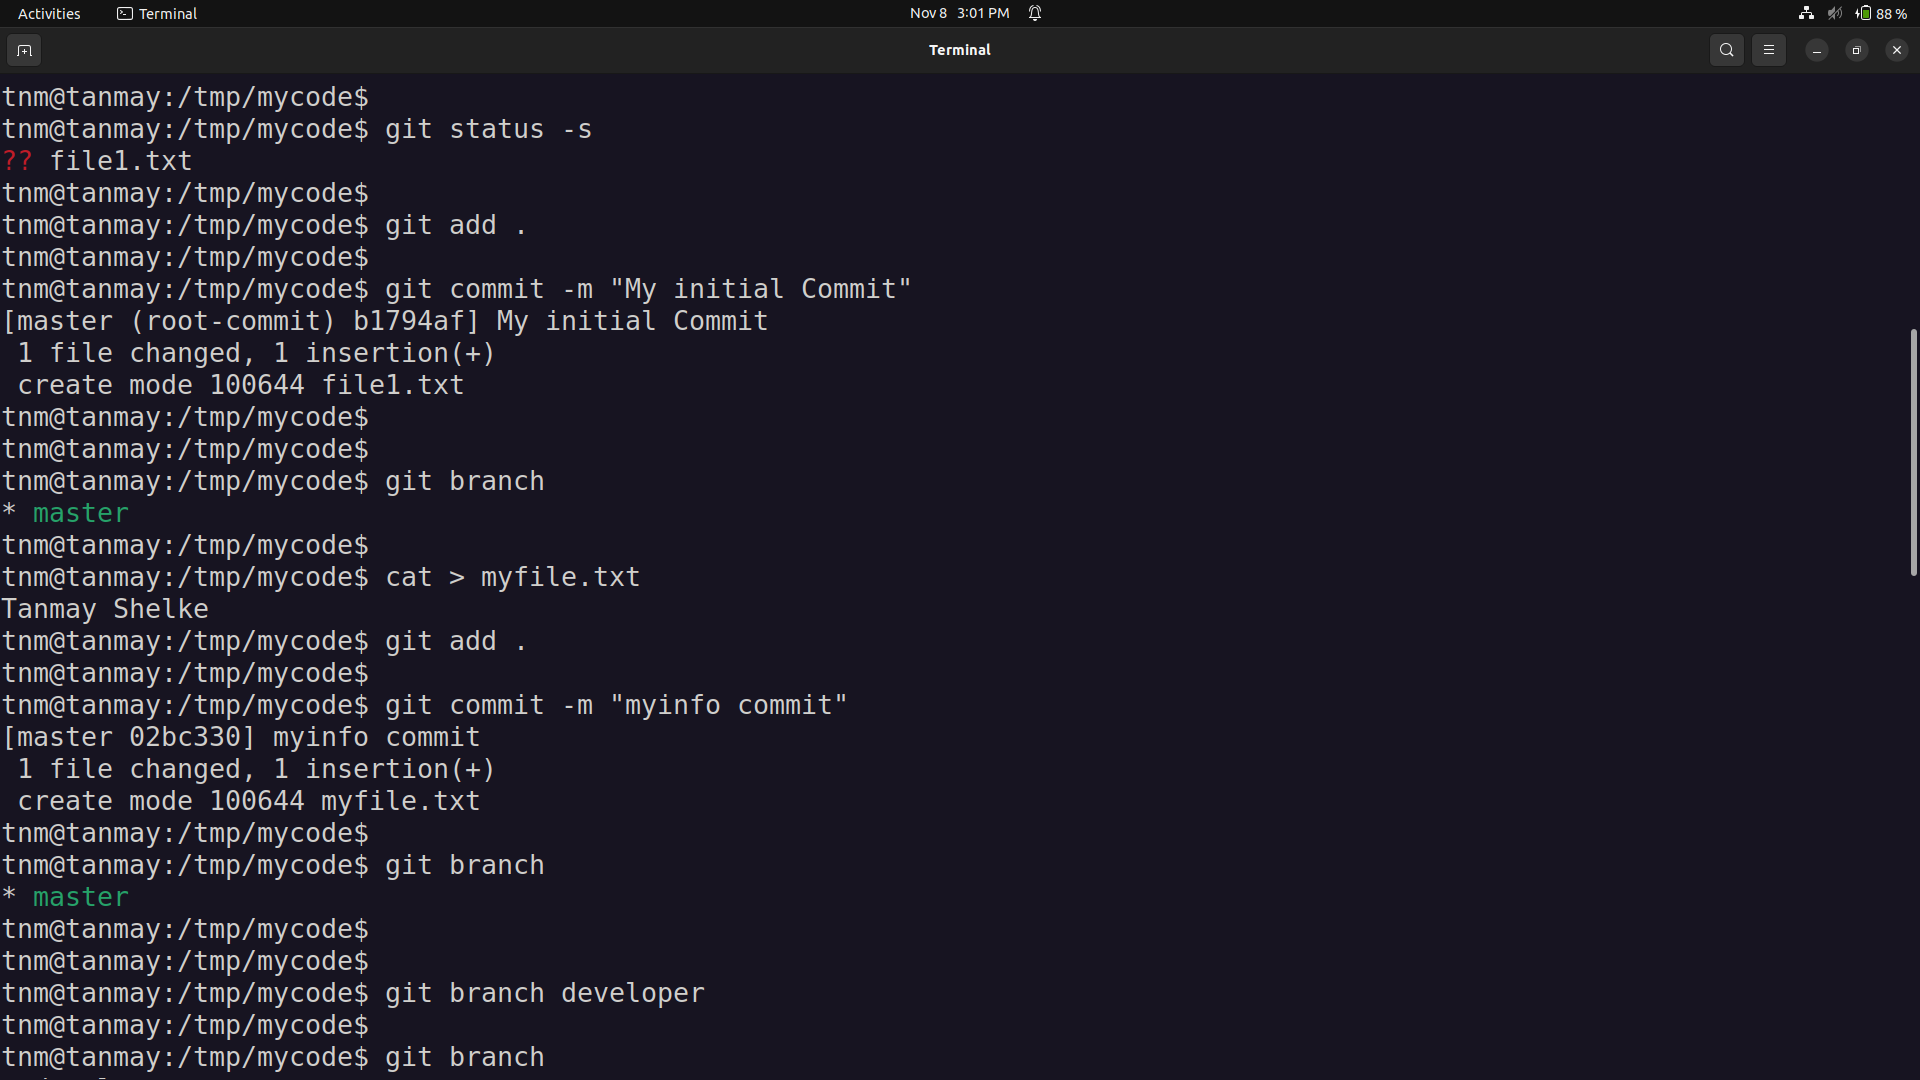 Activities Terminal Nov 8 3:01 PM 88 %
Terminal
tnm@tanmay:/tmp/mycode$
tnm@tanmay:/tmp/mycode$ git status -s
?? file1.txt
tnm@tanmay:/tmp/mycode$
tnm@tanmay:/tmp/mycode$ git add .
tnm@tanmay:/tmp/mycode$
tnm@tanmay:/tmp/mycode$ git commit -m "My initial Commit"
[master (root-commit) b1794af] My initial Commit
 1 file changed, 1 insertion(+)
 create mode 100644 file1.txt
tnm@tanmay:/tmp/mycode$
tnm@tanmay:/tmp/mycode$
tnm@tanmay:/tmp/mycode$ git branch
* master
tnm@tanmay:/tmp/mycode$
tnm@tanmay:/tmp/mycode$ cat > myfile.txt
Tanmay Shelke
tnm@tanmay:/tmp/mycode$ git add .
tnm@tanmay:/tmp/mycode$
tnm@tanmay:/tmp/mycode$ git commit -m "myinfo commit"
[master 02bc330] myinfo commit
 1 file changed, 1 insertion(+)
 create mode 100644 myfile.txt
tnm@tanmay:/tmp/mycode$
tnm@tanmay:/tmp/mycode$ git branch
* master
tnm@tanmay:/tmp/mycode$
tnm@tanmay:/tmp/mycode$
tnm@tanmay:/tmp/mycode$ git branch developer
tnm@tanmay:/tmp/mycode$
tnm@tanmay:/tmp/mycode$ git branch